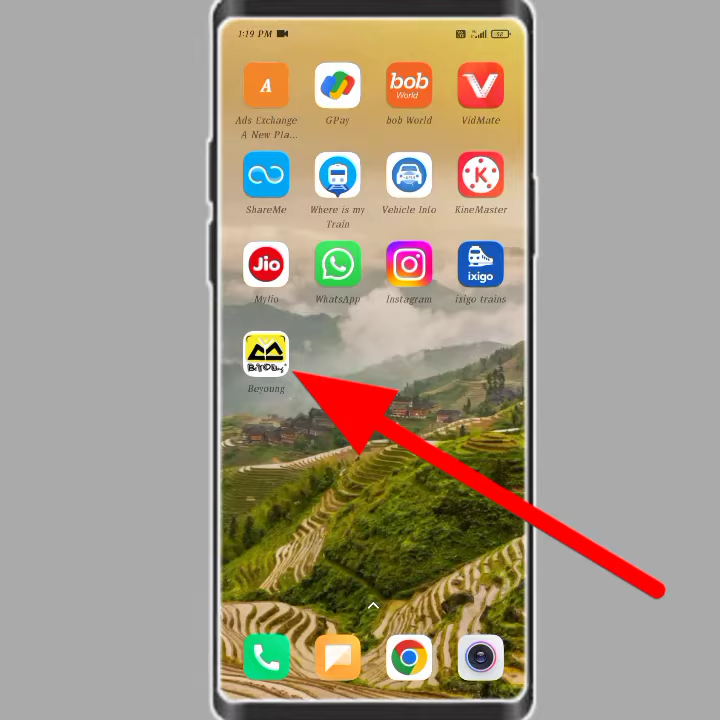 1:19 PM
52
A
bob
World
Ads Exchange
A New Pla...
GPay
bob World
VidMate
ShareMe
Where is my
Train
Vehicle Info
K
KineMaster
Jio
ixigo
MyJio
WhatsApp
Instagram
ixigo trains
BEYOUNG
Beyoung